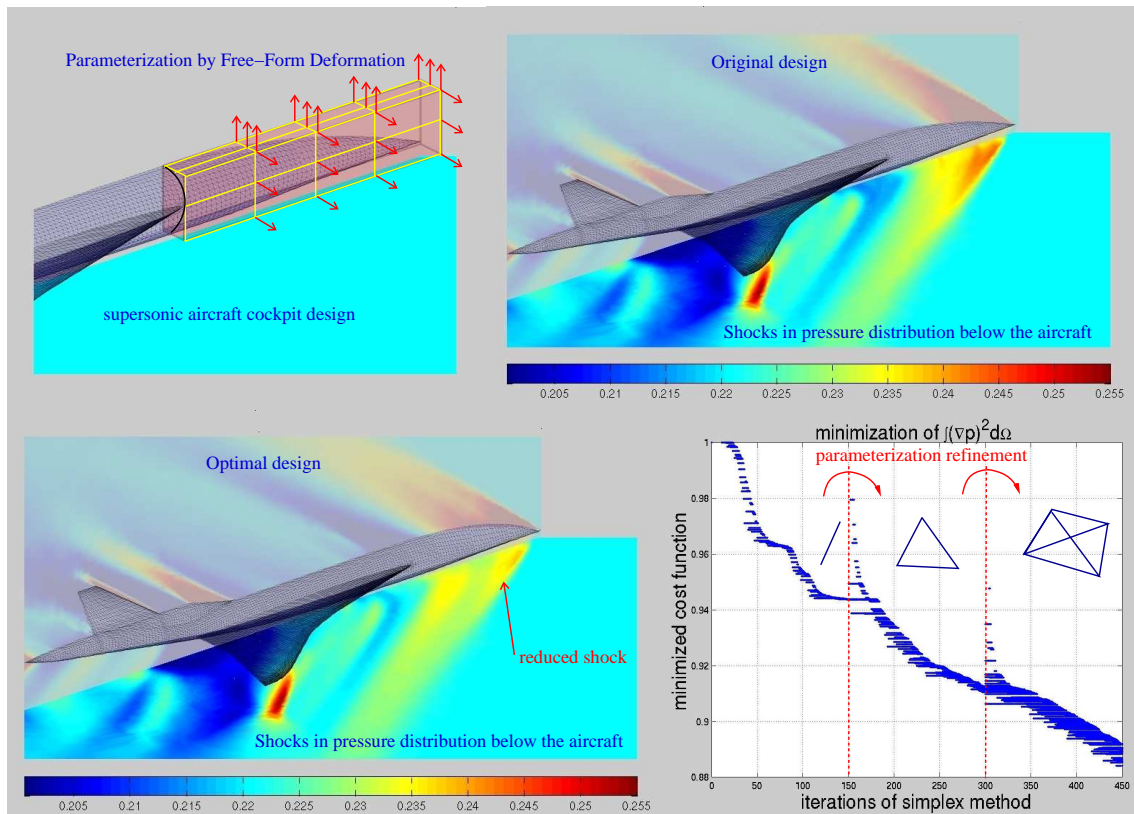 Parameterization by Free−Form Deformation
supersonic aircraft cockpit design
Original design
Shocks in pressure distribution below the aircraft
0.205 0.21 0.215 0.22 0.225 0.23 0.235 0.24 0.245 0.25 0.255
Optimal design
reduced shock
Shocks in pressure distribution below the aircraft
0.205 0.21 0.215 0.22 0.225 0.23 0.235 0.24 0.245 0.25 0.255
minimization of ∫(∇p)²dΩ
parameterization refinement
minimized cost function
1
0.98
0.96
0.94
0.92
0.9
0.88
0 50 100 150 200 250 300 350 400 450
iterations of simplex method